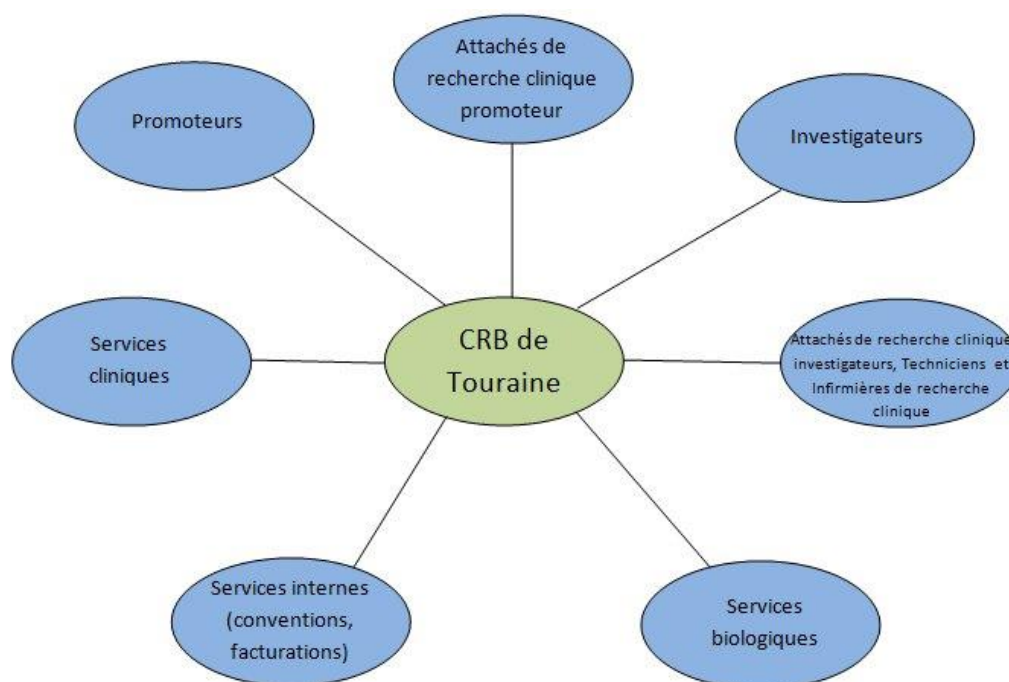 Attachés de
recherche clinique
promoteur
Promoteurs
Investigateurs
Services
cliniques
CRB de
Touraine
Attachés de recherche clinique
investigateurs, Techniciens et
Infirmières de recherche
clinique
Services internes
(conventions,
facturations)
Services
biologiques